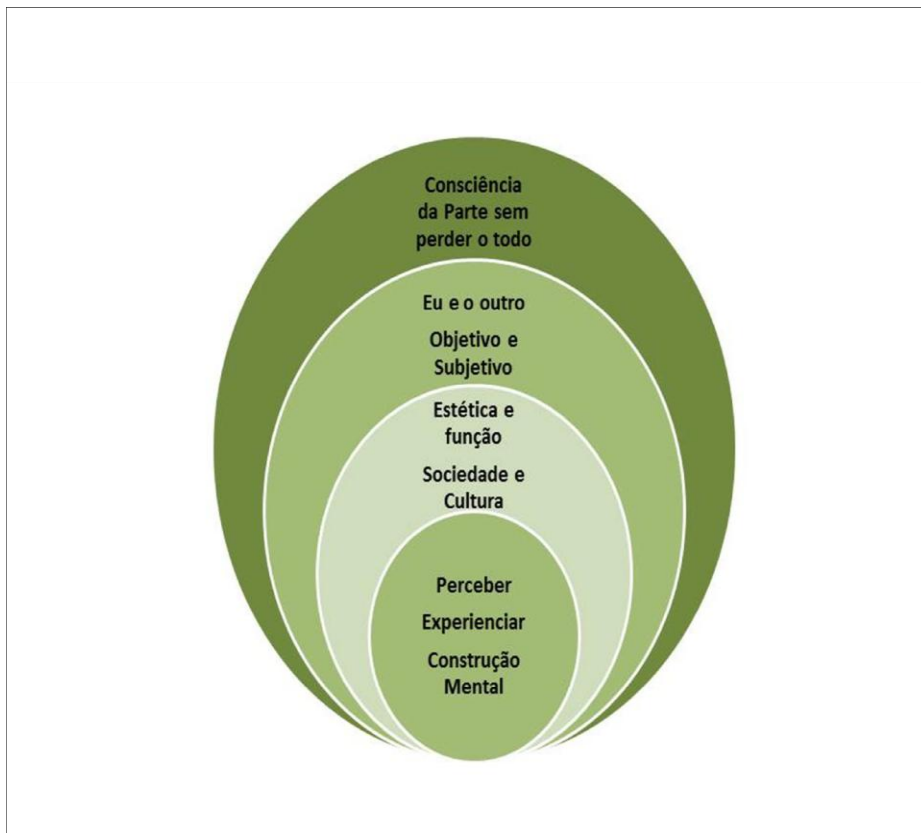 Consciência
da Parte sem
perder o todo
Eu e o outro
Objetivo e
Subjetivo
Estética e
função
Sociedade e
Cultura
Perceber
Experienciar
Construção
Mental